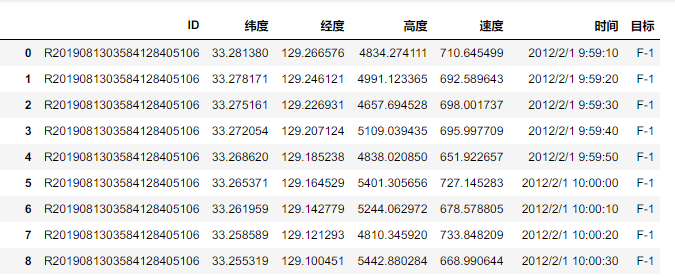 ID 纬度 经度 高度 速度 时间 目标
0 R2019081303584128405106 33.281380 129.266576 4834.274111 710.645499 2012/2/1 9:59:10 F-1
1 R2019081303584128405106 33.278171 129.246121 4991.123365 692.589643 2012/2/1 9:59:20 F-1
2 R2019081303584128405106 33.275161 129.226931 4657.694528 698.001737 2012/2/1 9:59:30 F-1
3 R2019081303584128405106 33.272054 129.207124 5109.039435 695.997709 2012/2/1 9:59:40 F-1
4 R2019081303584128405106 33.268620 129.185238 4838.020850 651.922657 2012/2/1 9:59:50 F-1
5 R2019081303584128405106 33.265371 129.164529 5401.305656 727.145283 2012/2/1 10:00:00 F-1
6 R2019081303584128405106 33.261959 129.142779 5244.062972 678.578805 2012/2/1 10:00:10 F-1
7 R2019081303584128405106 33.258589 129.121293 4810.345920 733.848209 2012/2/1 10:00:20 F-1
8 R2019081303584128405106 33.255319 129.100451 5442.880284 668.990644 2012/2/1 10:00:30 F-1